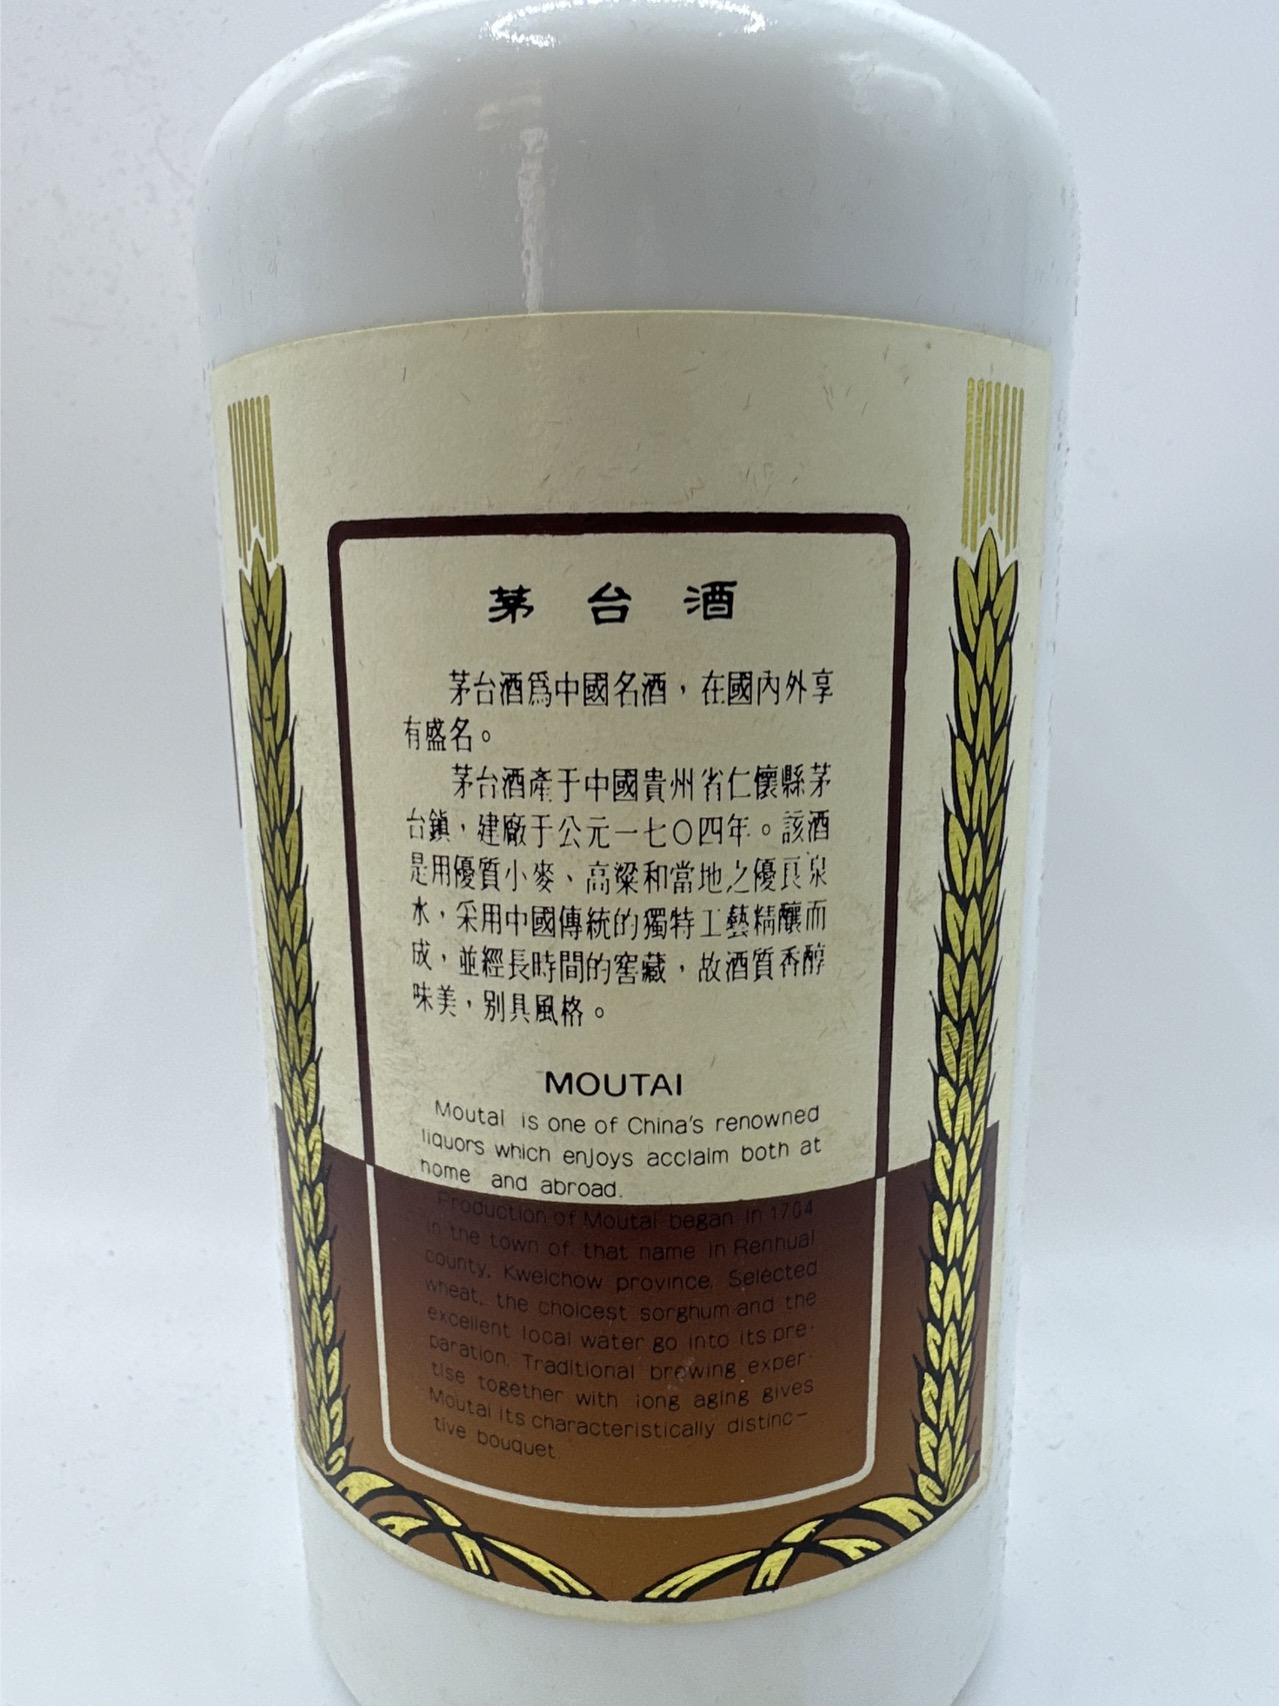 茅台酒
茅台酒爲中國名酒，在國內外享
有盛名。
茅台酒產于中國貴州省仁懷縣茅
台鎮，建廠于公元一七〇四年。該酒
是用優質小麥、高粱和當地之優良泉
水，采用中國傳統的獨特工藝精釀而
成，並經長時間的窖藏，故酒質香醇
味美，别具風格。
MOUTAI
Moutai is one of China's renowned
liquors which enjoys acclaim both at
home and abroad.
Production of Moutai began in 1704
in the town of that name in Renhuai
county, Kweichow province. Selected
wheat, the choicest sorghum and the
excellent local water go into its pre-
paration. Traditional brewing exper-
tise together with long aging gives
Moutai its characteristically distinc-
tive bouquet